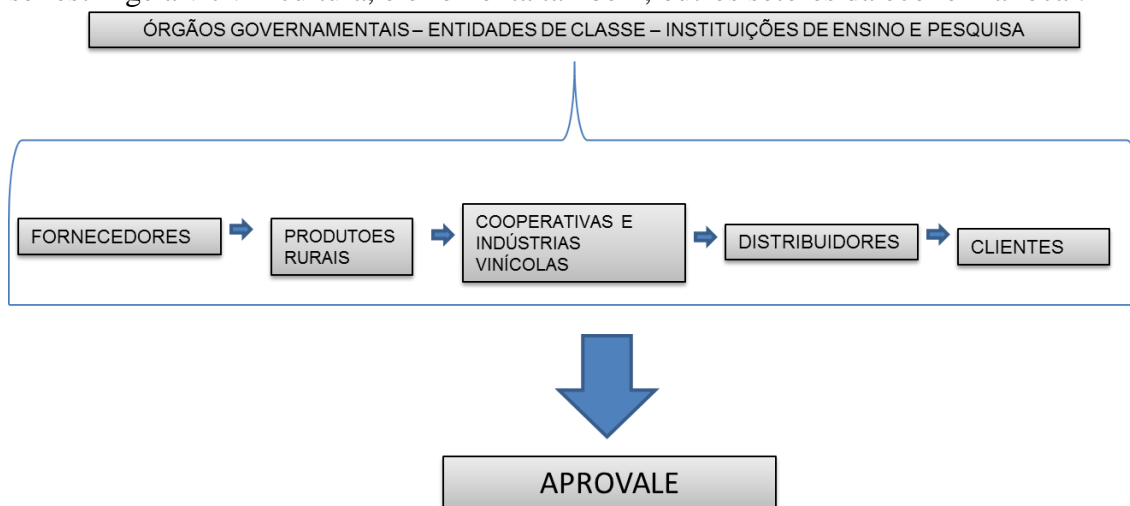 ÓRGÃOS GOVERNAMENTAIS – ENTIDADES DE CLASSE – INSTITUIÇÕES DE ENSINO E PESQUISA
FORNECEDORES
PRODUTOES
RURAIS
COOPERATIVAS E
INDÚSTRIAS
VINÍCOLAS
DISTRIBUIDORES
CLIENTES
APROVALE